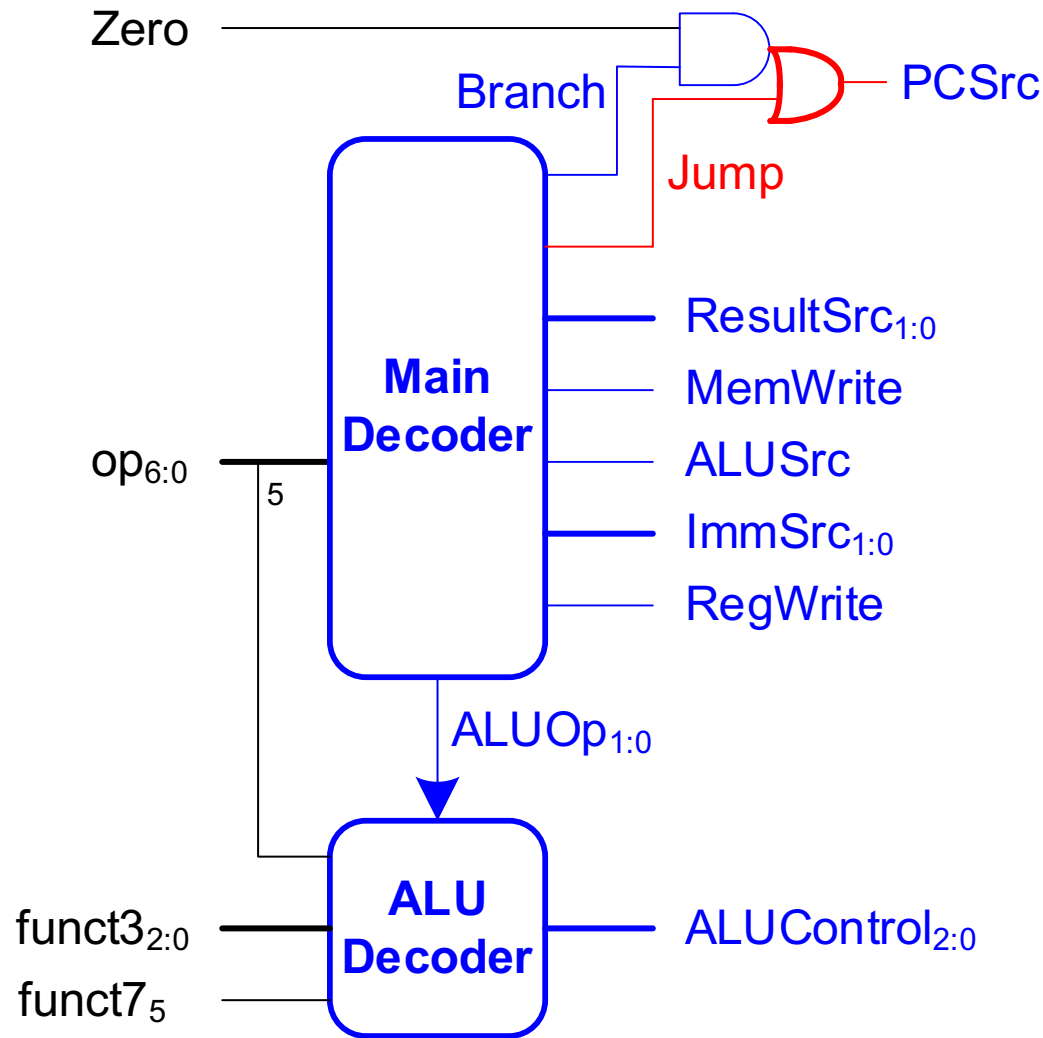 Zero
Branch
PCSrc
Jump
ResultSrc1:0
Main
Decoder
MemWrite
op6:0
5
ALUSrc
ImmSrc1:0
RegWrite
ALUOp1:0
ALU
Decoder
funct32:0
ALUControl2:0
funct75